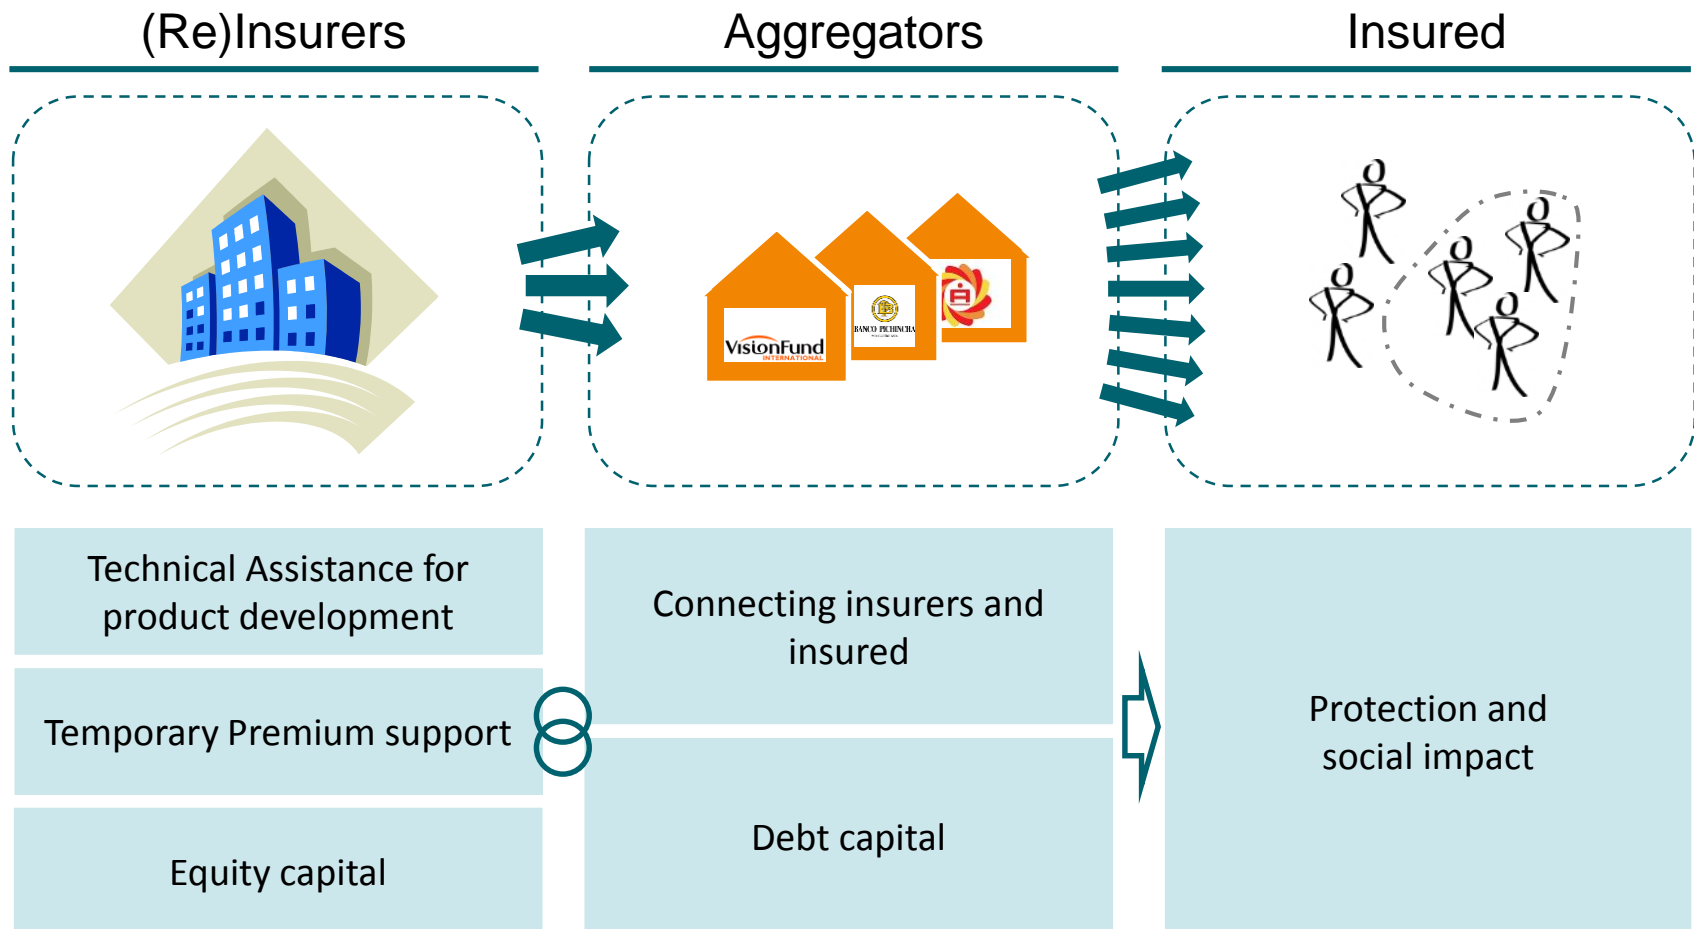 (Re)Insurers
Aggregators
Insured
VisionFund
INTERNATIONAL
BANCO PICHINCHA
Technical Assistance for
product development
Temporary Premium support
Equity capital
Connecting insurers and
insured
Debt capital
Protection and
social impact